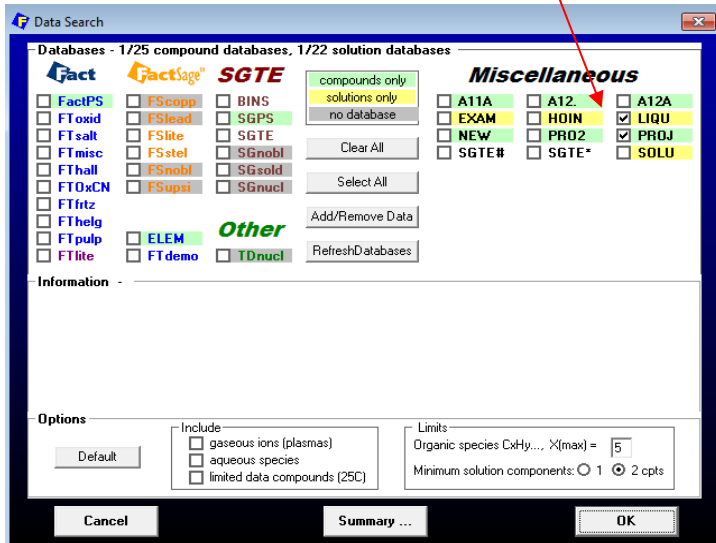 Data Search
Databases - 1/25 compound databases, 1/22 solution databases
Fact FactSage™ SGTE Miscellaneous
compounds only
solutions only
no database
FactPS FScopp BINS A11A A12. A12A
FToxid FSlead SGPS EXAM HOIN LIQU
FTsalt FSlite SGTE NEW PRO2 PROJ
FTmisc FSstel SGnobl SGTE# SGTE* SOLU
FThall FSnobl SGsold
FTOxCN FSupsi SGnucl
FTfrtz
FThelg Other
FTpulp ELEM
FTlite FTdemo TDnucl
Clear All
Select All
Add/Remove Data
RefreshDatabases
Information -
Options
Default
Include
gaseous ions (plasmas)
aqueous species
limited data compounds (25C)
Limits
Organic species CxHy..., X(max) = 5
Minimum solution components: 1 2 cpts
Cancel Summary ... OK